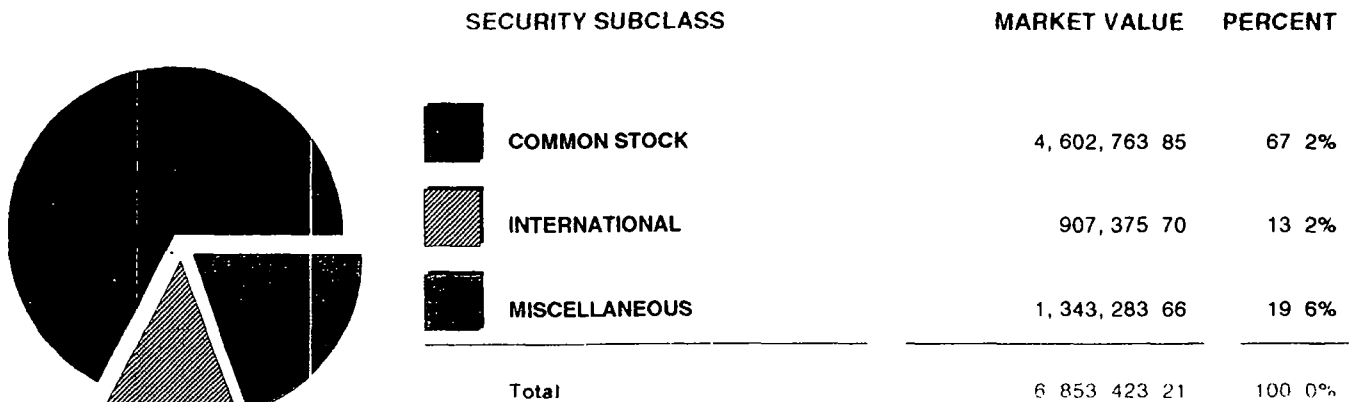 SECURITY SUBCLASS MARKET VALUE PERCENT
COMMON STOCK 4, 602, 763 85 67 2%
INTERNATIONAL 907, 375 70 13 2%
MISCELLANEOUS 1, 343, 283 66 19 6%
Total 6 853 423 21 100 0%